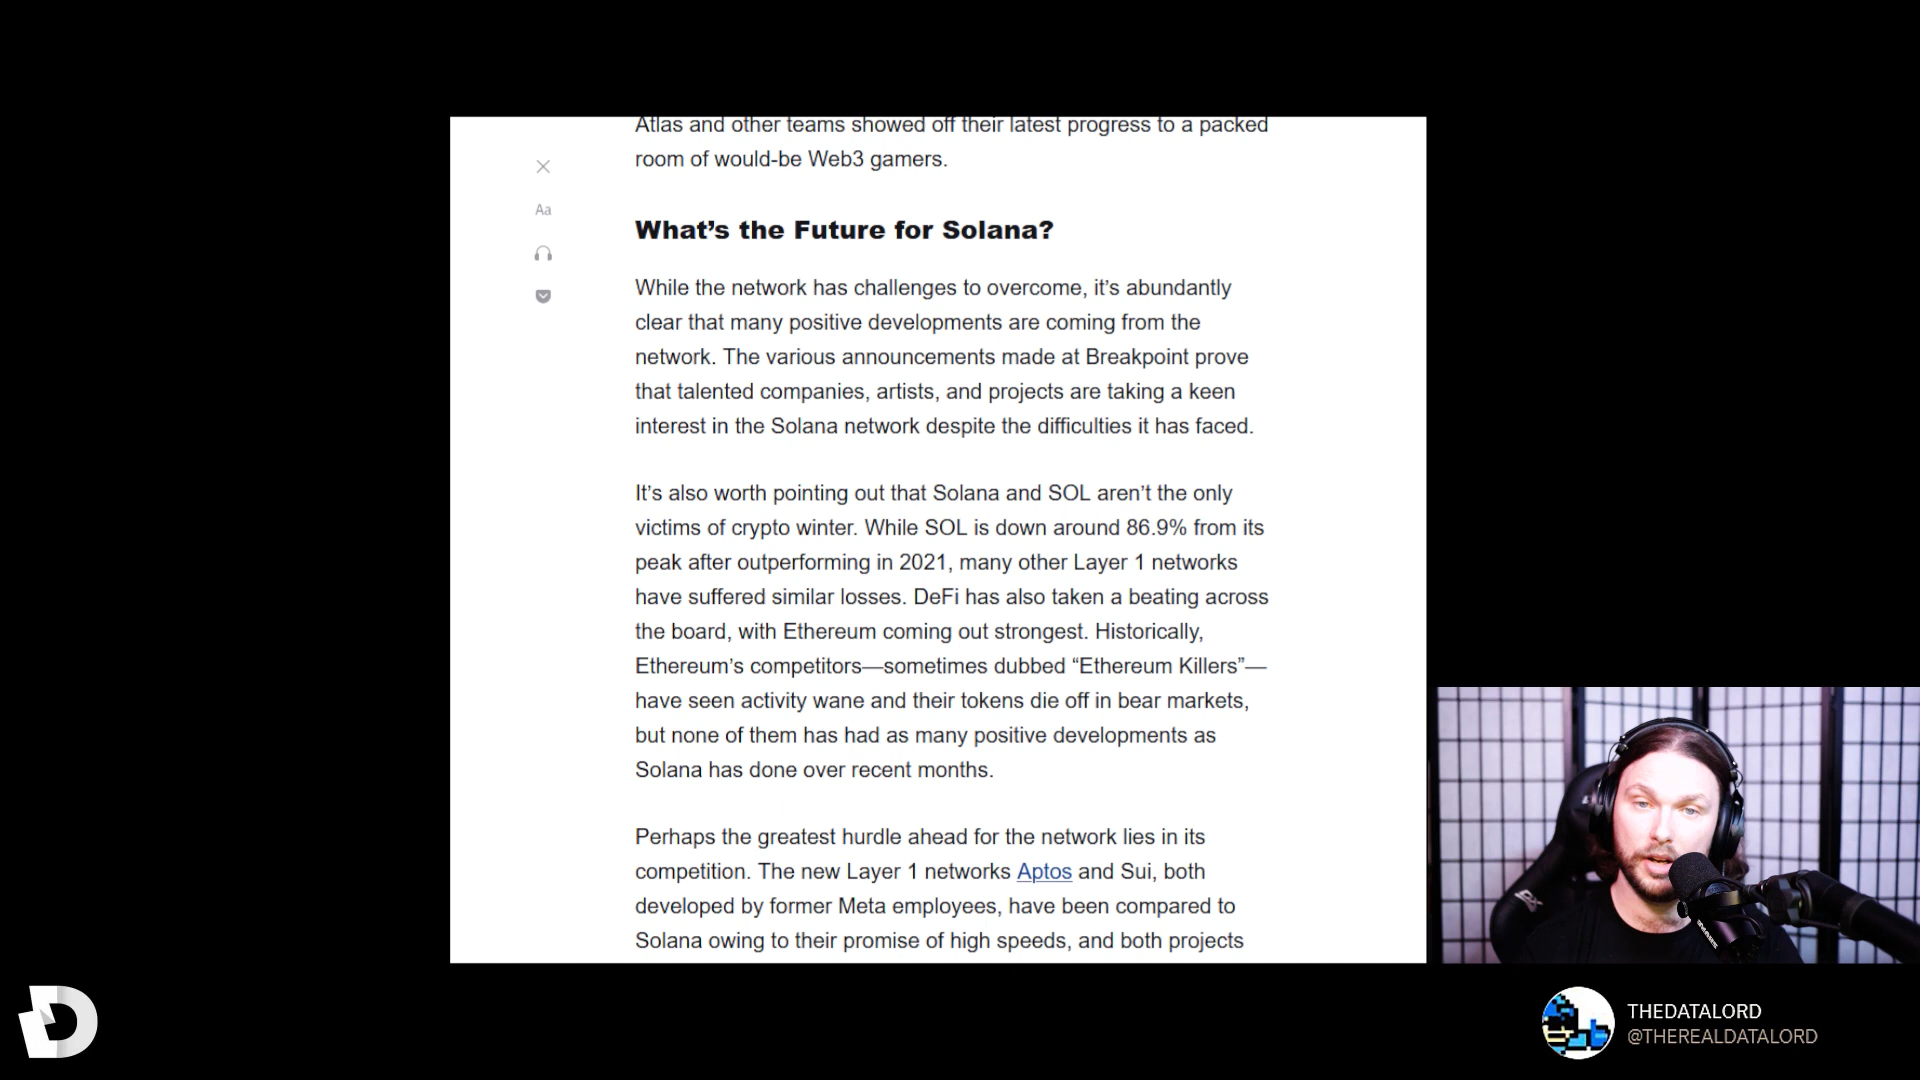 Atlas and other teams showed off their latest progress to a packed
room of would-be Web3 gamers.
Aa
What’s the Future for Solana?
While the network has challenges to overcome, it’s abundantly
clear that many positive developments are coming from the
network. The various announcements made at Breakpoint prove
that talented companies, artists, and projects are taking a keen
interest in the Solana network despite the difficulties it has faced.
It’s also worth pointing out that Solana and SOL aren’t the only
victims of crypto winter. While SOL is down around 86.9% from its
peak after outperforming in 2021, many other Layer 1 networks
have suffered similar losses. DeFi has also taken a beating across
the board, with Ethereum coming out strongest. Historically,
Ethereum’s competitors—sometimes dubbed “Ethereum Killers”—
have seen activity wane and their tokens die off in bear markets,
but none of them has had as many positive developments as
Solana has done over recent months.
Perhaps the greatest hurdle ahead for the network lies in its
competition. The new Layer 1 networks Aptos and Sui, both
developed by former Meta employees, have been compared to
Solana owing to their promise of high speeds, and both projects
D
THEDATALORD
@THEREALDATALORD